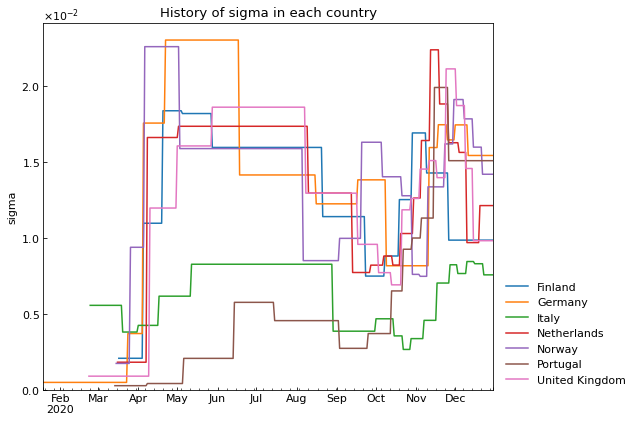 History of sigma in each country
×10⁻²
2.0
1.5
1.0
0.5
0.0
sigma
Feb Mar Apr May Jun Jul Aug Sep Oct Nov Dec
2020
Finland
Germany
Italy
Netherlands
Norway
Portugal
United Kingdom